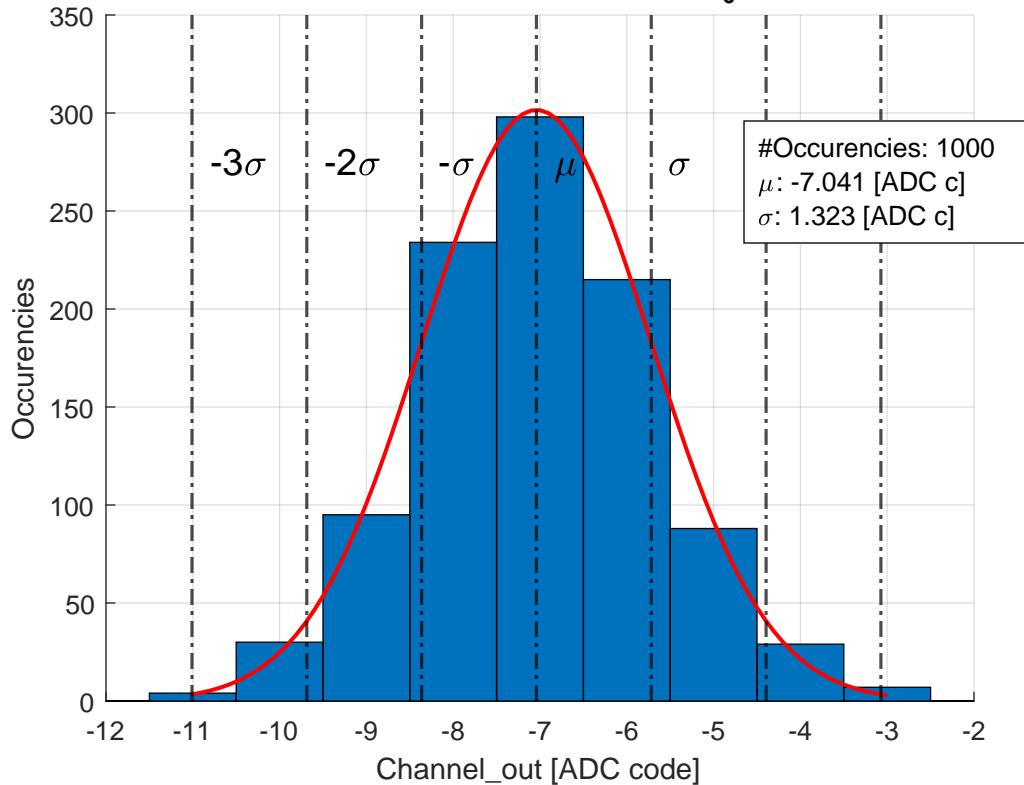 350
300
250
200
150
100
50
0
Occurencies
-3σ
-2σ
-σ
μ
σ
#Occurencies: 1000
μ: -7.041 [ADC c]
σ: 1.323 [ADC c]
-12
-11
-10
-9
-8
-7
-6
-5
-4
-3
-2
Channel_out [ADC code]